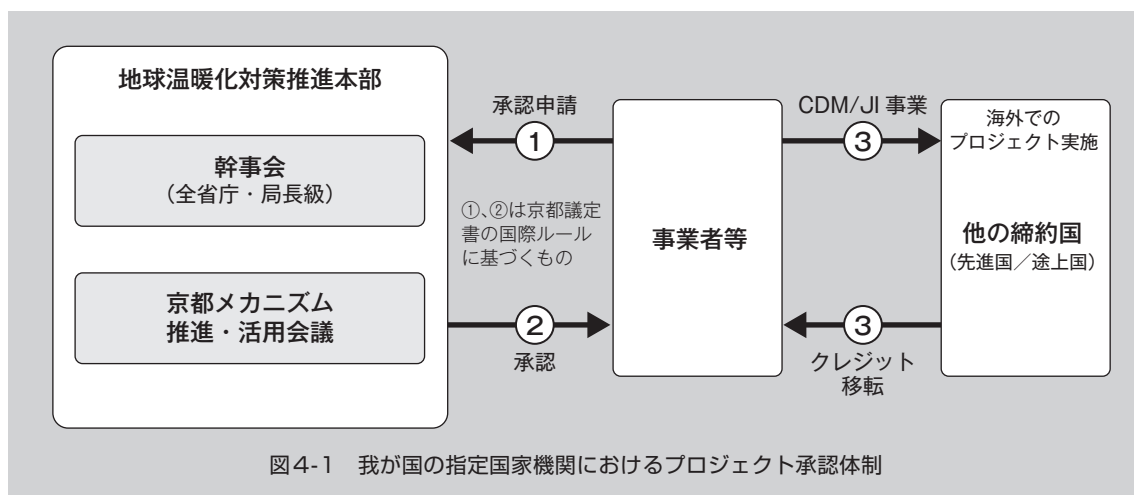 地球温暖化対策推進本部
幹事会
（全省庁・局長級）
京都メカニズム
推進・活用会議
承認申請
①
①、②は京都議定
書の国際ルール
に基づくもの
②
承認
事業者等
CDM/JI 事業
③
③
クレジット
移転
海外での
プロジェクト実施
他の締約国
（先進国／途上国）
図4-1　我が国の指定国家機関におけるプロジェクト承認体制